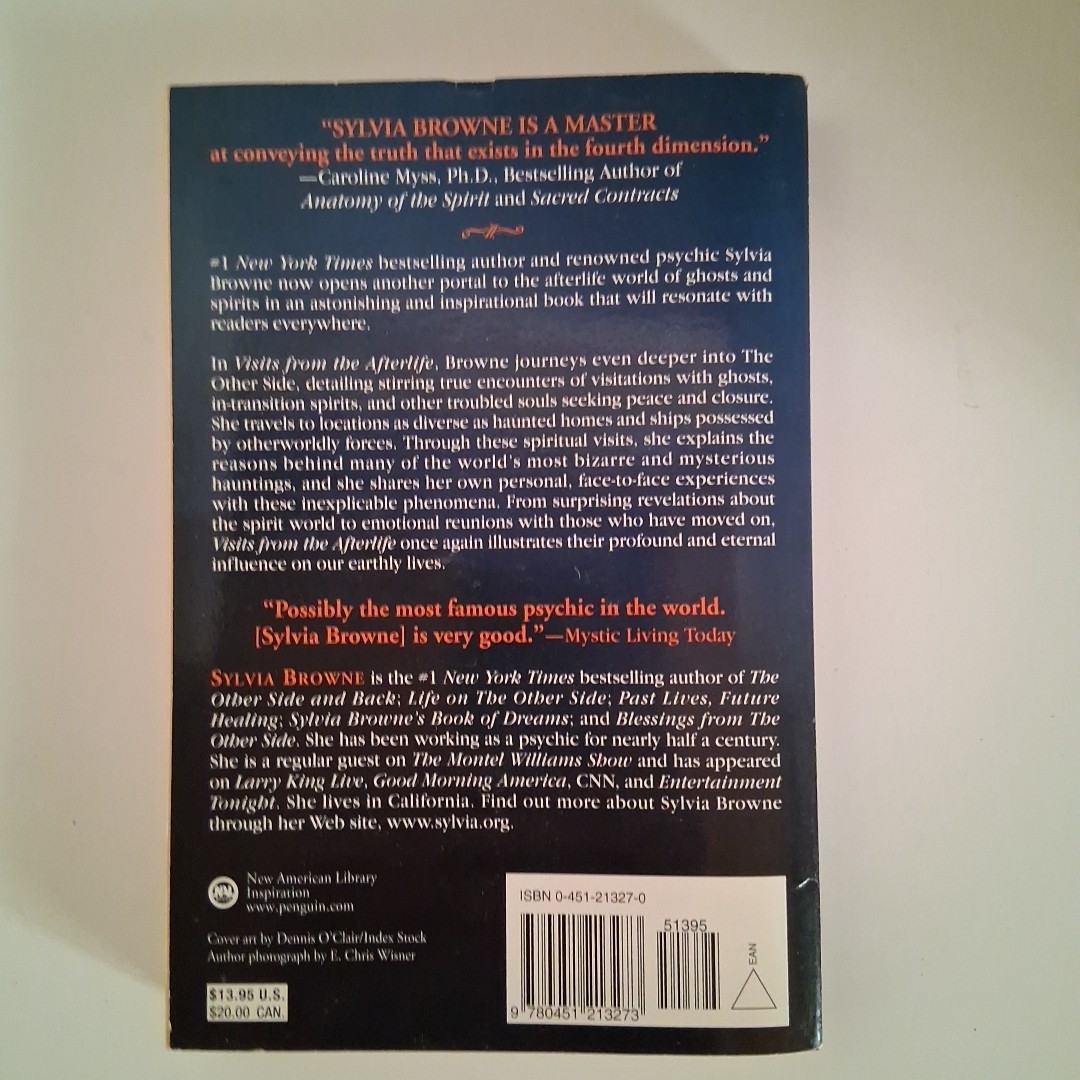 “SYLVIA BROWNE IS A MASTER
at conveying the truth that exists in the fourth dimension.”
—Caroline Myss, Ph.D., Bestselling Author of
Anatomy of the Spirit and Sacred Contracts
#1 New York Times bestselling author and renowned psychic Sylvia
Browne now opens another portal to the afterlife world of ghosts and
spirits in an astonishing and inspirational book that will resonate with
readers everywhere.
In Visits from the Afterlife, Browne journeys even deeper into The
Other Side, detailing stirring true encounters of visitations with ghosts,
in-transition spirits, and other troubled souls seeking peace and closure.
She travels to locations as diverse as haunted homes and ships possessed
by otherworldly forces. Through these spiritual visits, she explains the
reasons behind many of the world's most bizarre and mysterious
hauntings, and she shares her own personal, face-to-face experiences
with these inexplicable phenomena. From surprising revelations about
the spirit world to emotional reunions with those who have moved on,
Visits from the Afterlife once again illustrates their profound and eternal
influence on our earthly lives.
“Possibly the most famous psychic in the world.
[Sylvia Browne] is very good.”—Mystic Living Today
SYLVIA BROWNE is the #1 New York Times bestselling author of The
Other Side and Back; Life on The Other Side; Past Lives, Future
Healing; Sylvia Browne's Book of Dreams; and Blessings from The
Other Side. She has been working as a psychic for nearly half a century.
She is a regular guest on The Montel Williams Show and has appeared
on Larry King Live, Good Morning America, CNN, and Entertainment
Tonight. She lives in California. Find out more about Sylvia Browne
through her Web site, www.sylvia.org.
New American Library
Inspiration
www.penguin.com
Cover art by Dennis O'Clair/Index Stock
Author photograph by E. Chris Wisner
$13.95 U.S.
$20.00 CAN.
ISBN 0-451-21327-0
51395
EAN
9 780451 213273